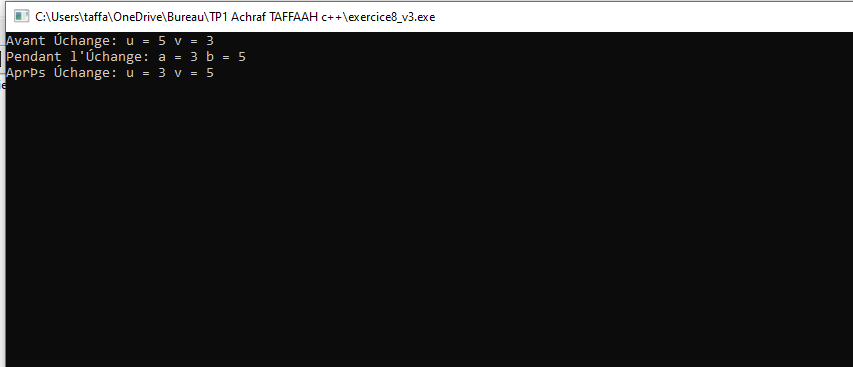 C:\Users\taffa\OneDrive\Bureau\TP1 Achraf TAFFAAH c++\exercice8_v3.exe
Avant Úchange: u = 5 v = 3
Pendant l'Úchange: a = 3 b = 5
AprÞs Úchange: u = 3 v = 5